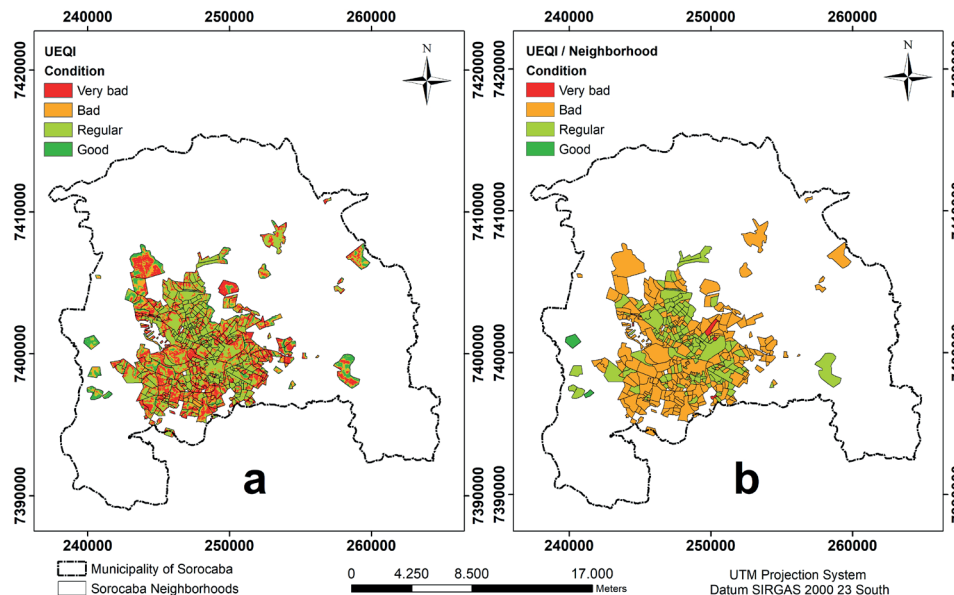 240000 250000 260000 240000 250000 260000
UEQI
Condition
Very bad
Bad
Regular
Good
N
UEQI / Neighborhood
Condition
Very bad
Bad
Regular
Good
N
7420000
7410000
7400000
7390000
7420000
7410000
7400000
7390000
a
b
240000 250000 260000 240000 250000 260000
Municipality of Sorocaba
Sorocaba Neighborhoods
0 4.250 8.500 17.000
Meters
UTM Projection System
Datum SIRGAS 2000 23 South